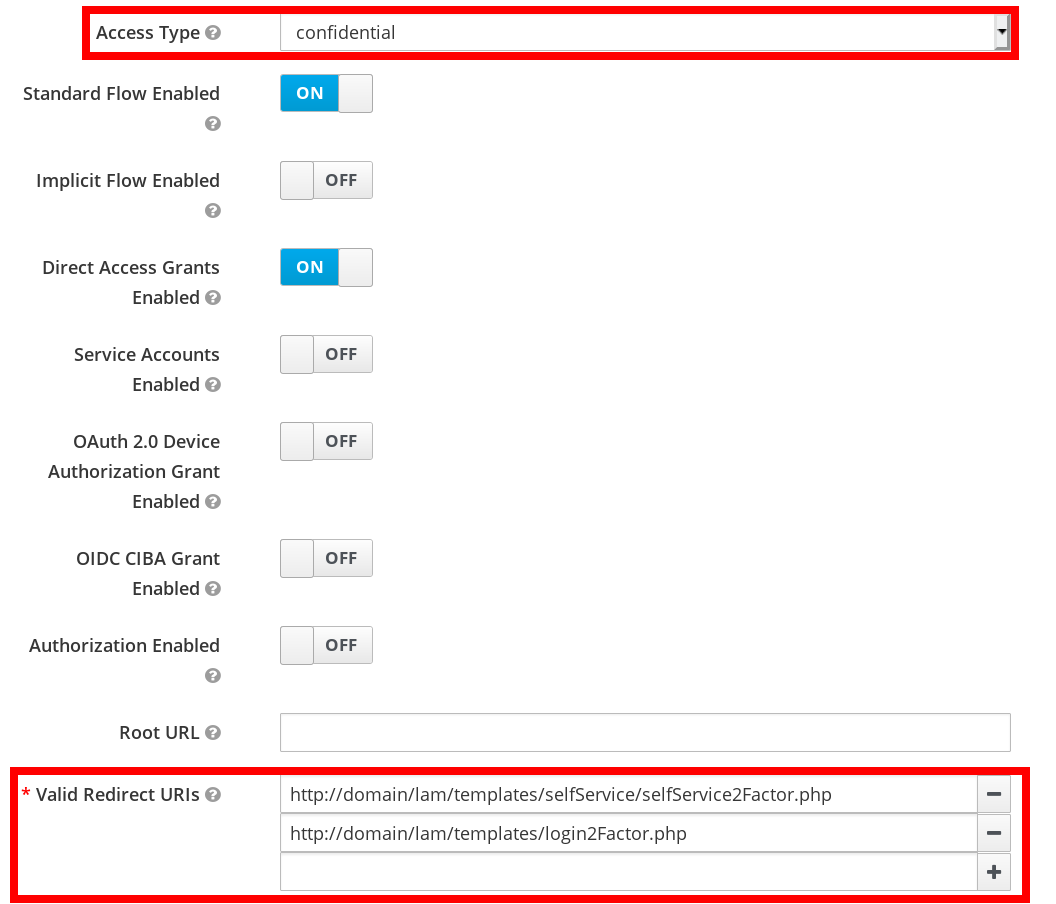 Access Type confidential
Standard Flow Enabled ON
Implicit Flow Enabled OFF
Direct Access Grants ON
Enabled
Service Accounts OFF
Enabled
OAuth 2.0 Device OFF
Authorization Grant
Enabled
OIDC CIBA Grant OFF
Enabled
Authorization Enabled OFF
Root URL
* Valid Redirect URIs http://domain/lam/templates/selfService/selfService2Factor.php
http://domain/lam/templates/login2Factor.php